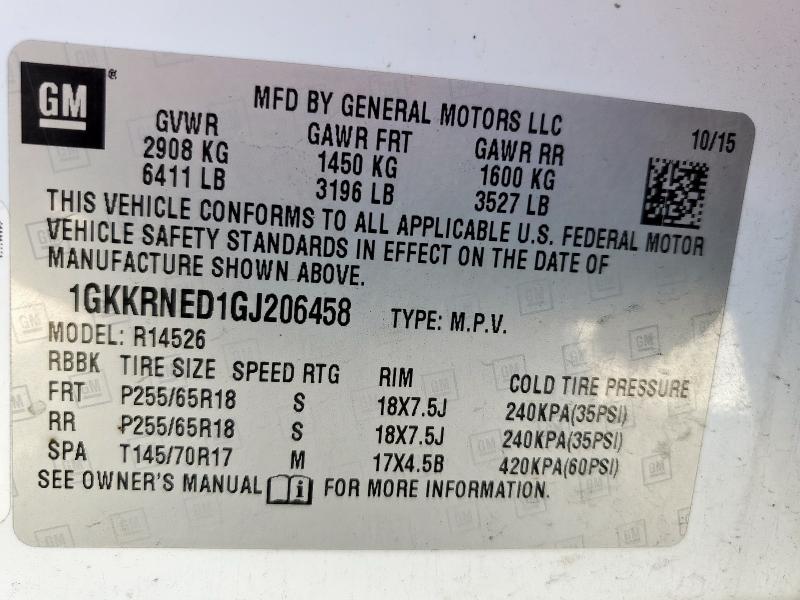 GM ®
MFD BY GENERAL MOTORS LLC
10/15
GVWR GAWR FRT GAWR RR
2908 KG 1450 KG 1600 KG
6411 LB 3196 LB 3527 LB
THIS VEHICLE CONFORMS TO ALL APPLICABLE U.S. FEDERAL MOTOR
VEHICLE SAFETY STANDARDS IN EFFECT ON THE DATE OF
MANUFACTURE SHOWN ABOVE.
1GKKRNED1GJ206458 TYPE: M.P.V.
MODEL: R14526
RBBK TIRE SIZE SPEED RTG RIM COLD TIRE PRESSURE
FRT P255/65R18 S 18X7.5J 240KPA(35PSI)
RR P255/65R18 S 18X7.5J 240KPA(35PSI)
SPA T145/70R17 M 17X4.5B 420KPA(60PSI)
SEE OWNER'S MANUAL i FOR MORE INFORMATION.